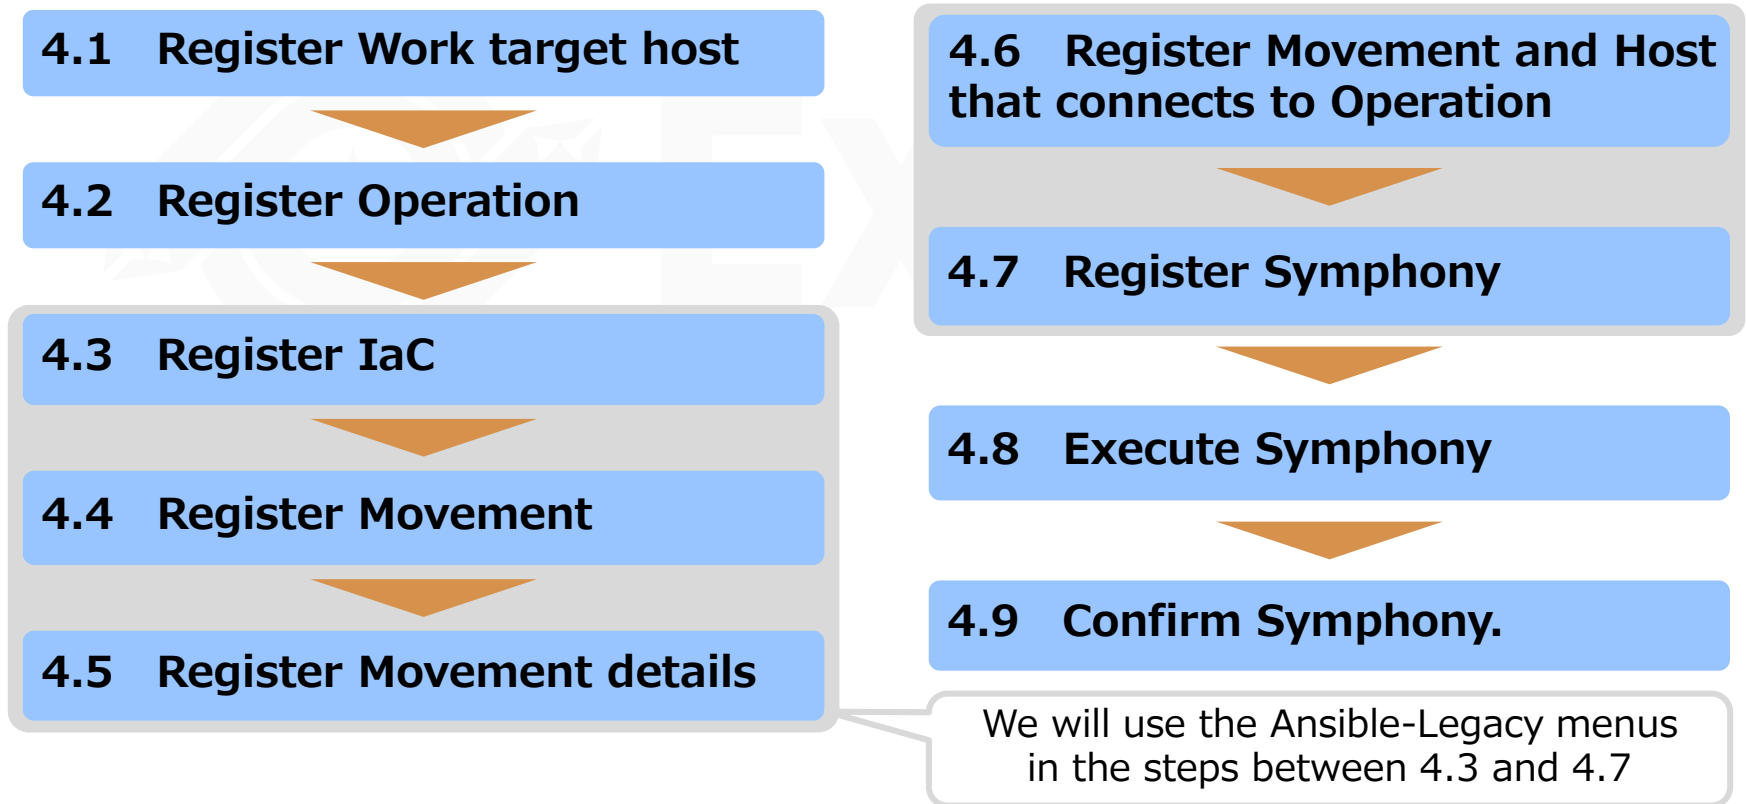 4.1 Register Work target host
4.2 Register Operation
4.3 Register IaC
4.4 Register Movement
4.5 Register Movement details
4.6 Register Movement and Host
that connects to Operation
4.7 Register Symphony
4.8 Execute Symphony
4.9 Confirm Symphony.
We will use the Ansible-Legacy menus
in the steps between 4.3 and 4.7